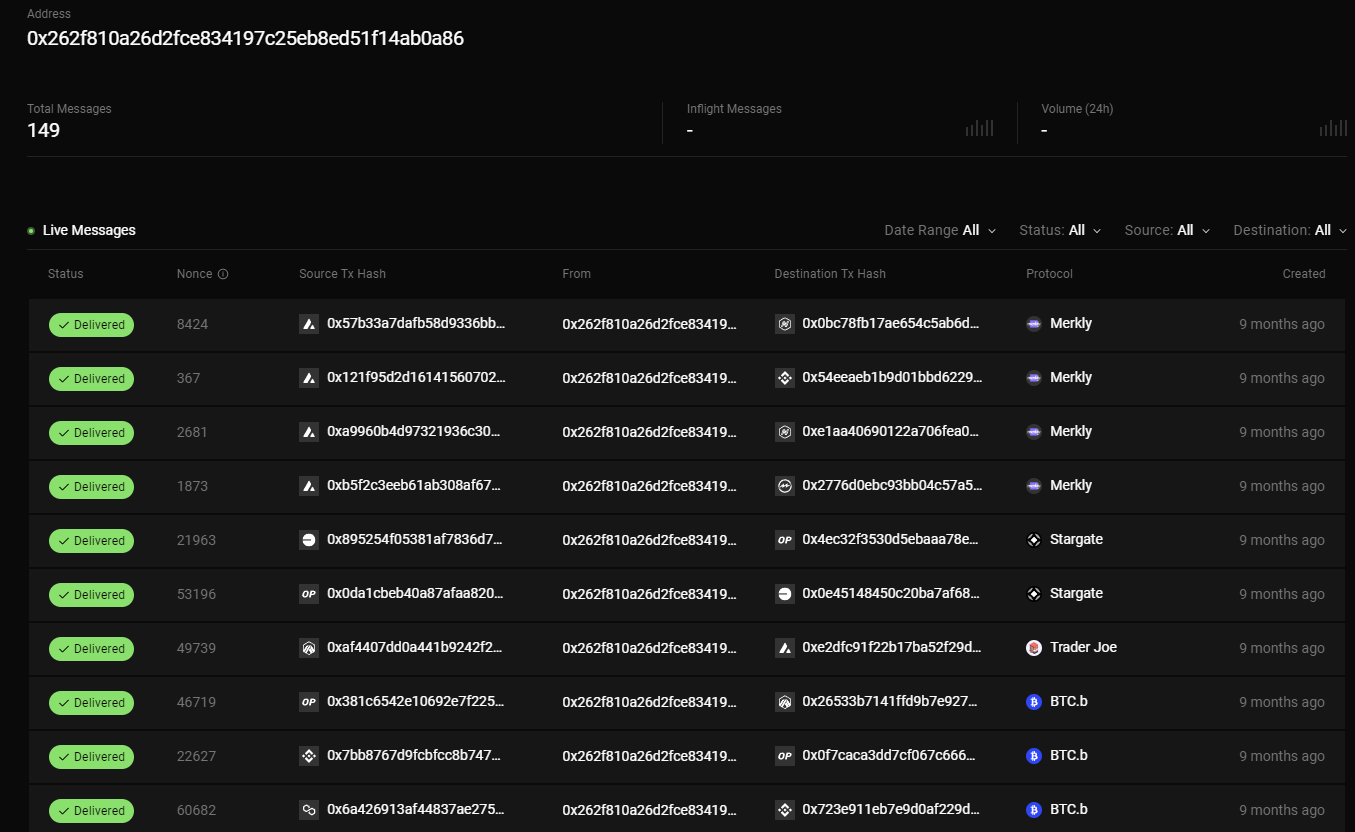 Address
0x262f810a26d2fce834197c25eb8ed51f14ab0a86
Total Messages Inflight Messages Volume (24h)
149 - -
Live Messages Date Range All Status: All Source: All Destination: All
Status Nonce Source Tx Hash From Destination Tx Hash Protocol Created
Delivered 8424 0x57b33a7dafb58d9336bb... 0x262f810a26d2fce83419... 0x0bc78fb17ae654c5ab6d... Merkly 9 months ago
Delivered 367 0x121f95d2d16141560702... 0x262f810a26d2fce83419... 0x54eeaeb1b9d01bbd6229... Merkly 9 months ago
Delivered 2681 0xa9960b4d97321936c30... 0x262f810a26d2fce83419... 0xe1aa40690122a706fea0... Merkly 9 months ago
Delivered 1873 0xb5f2c3eeb61ab308af67... 0x262f810a26d2fce83419... 0x2776d0ebc93bb04c57a5... Merkly 9 months ago
Delivered 21963 0x895254f05381af7836d7... 0x262f810a26d2fce83419... OP 0x4ec32f3530d5ebaaa78e... Stargate 9 months ago
Delivered 53196 OP 0x0da1cbeb40a87afaa820... 0x262f810a26d2fce83419... 0x0e45148450c20ba7af68... Stargate 9 months ago
Delivered 49739 0xaf4407dd0a441b9242f2... 0x262f810a26d2fce83419... 0xe2dfc91f22b17ba52f29d... Trader Joe 9 months ago
Delivered 46719 OP 0x381c6542e10692e7f225... 0x262f810a26d2fce83419... 0x26533b7141ffd9b7e927... BTC.b 9 months ago
Delivered 22627 0x7bb8767d9fcbfcc8b747... 0x262f810a26d2fce83419... OP 0x0f7caca3dd7cf067c666... BTC.b 9 months ago
Delivered 60682 0x6a426913af44837ae275... 0x262f810a26d2fce83419... 0x723e911eb7e9d0af229d... BTC.b 9 months ago